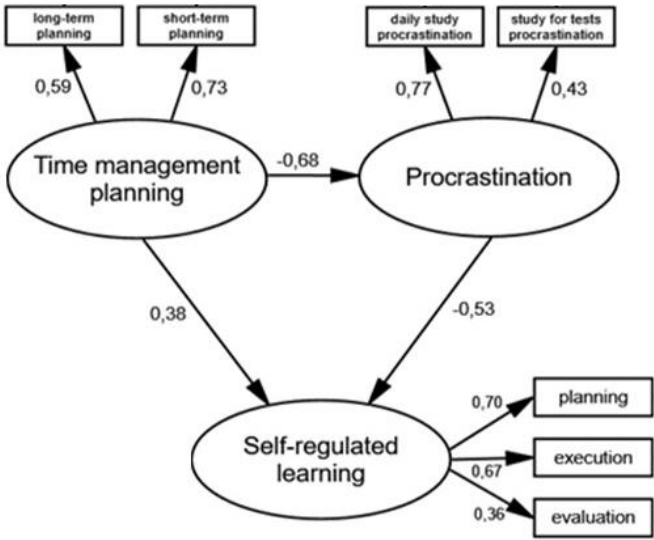 long-term
planning
short-term
planning
daily study
procrastination
study for tests
procrastination
0,59
0,73
0,77
0,43
Time management
planning
-0,68
Procrastination
0,38
-0,53
Self-regulated
learning
0,70
planning
0,67
execution
0,36
evaluation